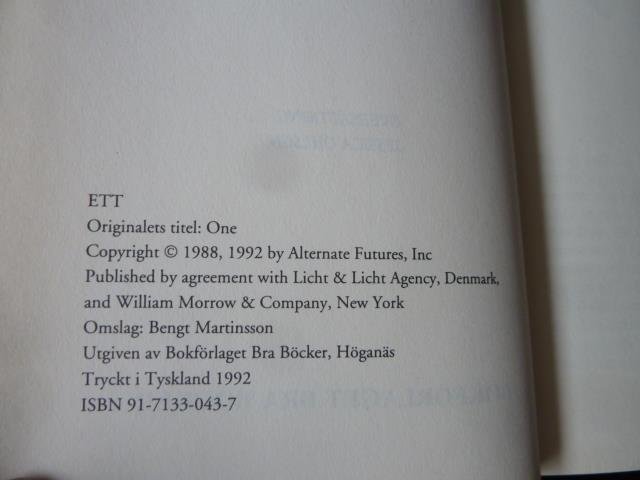 ETT
Originalets titel: One
Copyright © 1988, 1992 by Alternate Futures, Inc
Published by agreement with Licht & Licht Agency, Denmark,
and William Morrow & Company, New York
Omslag: Bengt Martinsson
Utgiven av Bokförlaget Bra Böcker, Höganäs
Tryckt i Tyskland 1992
ISBN 91-7133-043-7